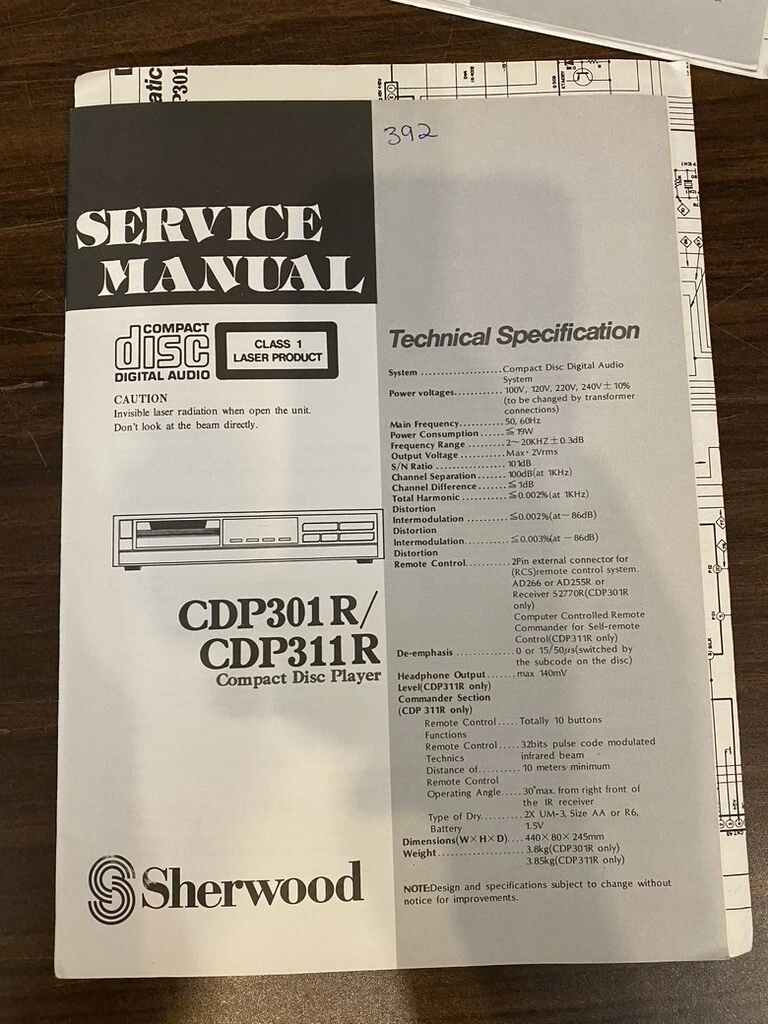 392
SERVICE
MANUAL
COMPACT
disc
DIGITAL AUDIO
CLASS 1
LASER PRODUCT
CAUTION
Invisible laser radiation when open the unit.
Don't look at the beam directly.
CDP301R/
CDP311R
Compact Disc Player
Sherwood
Technical Specification
System ....................Compact Disc Digital Audio
System
Power voltages............100V, 120V, 220V, 240V±10%
(to be changed by transformer
connections)
Main Frequency...........50, 60Hz
Power Consumption ......≦19W
Frequency Range .........2~20KHZ±0.3dB
Output Voltage ...........Max· 2Vrms
S/N Ratio .................101dB
Channel Separation .......100dB(at 1KHz)
Channel Difference .......≦1dB
Total Harmonic ...........≦0.002%(at 1KHz)
Distortion
Intermodulation ..........≦0.002%(at−86dB)
Distortion
Intermodulation..........≦0.003%(at −86dB)
Distortion
Remote Control...........2Pin external connector for
(RCS)remote control system.
AD266 or AD255R or
Receiver S2770R(CDP301R
only)
Computer Controlled Remote
Commander for Self-remote
Control(CDP311R only)
De-emphasis ..............0 or 15/50μs(switched by
the subcode on the disc)
Headphone Output.......max 140mV
Level(CDP311R only)
Commander Section
(CDP 311R only)
Remote Control.....Totally 10 buttons
Functions
Remote Control.....32bits pulse code modulated
Technics infrared beam
Distance of..........10 meters minimum
Remote Control
Operating Angle.....30°max. from right front of
the IR receiver
Type of Dry..........2X UM-3, Size AA or R6,
Battery 1.5V
Dimensions(W×H×D)....440×80×245mm
Weight.....................3.8kg(CDP301R only)
3.85kg(CDP311R only)
NOTE:Design and specifications subject to change without
notice for improvements.
atic
P301